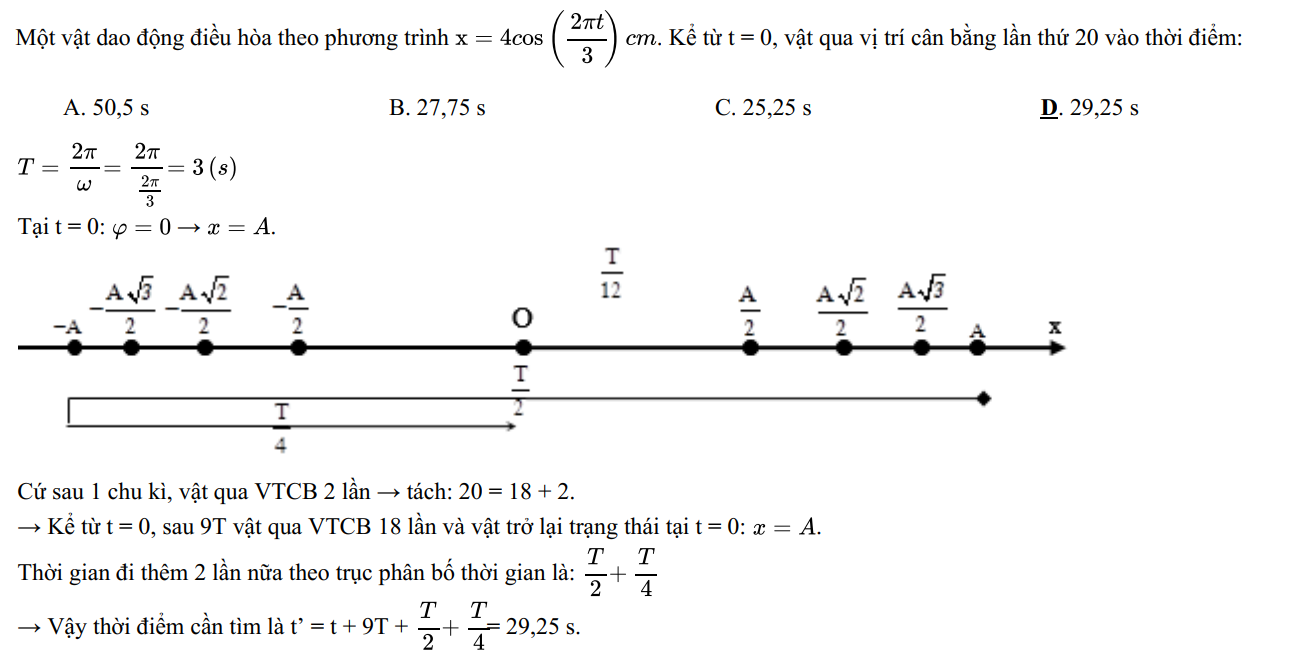 Một vật dao động điều hòa theo phương trình x = 4cos (2πt/3) cm. Kể từ t = 0, vật qua vị trí cân bằng lần thứ 20 vào thời điểm:
A. 50,5 s B. 27,75 s C. 25,25 s D. 29,25 s
T = 2π/ω = 2π/(2π/3) = 3 (s)
Tại t = 0: φ = 0 → x = A.
T/12
−A −A√3/2 −A√2/2 −A/2 O A/2 A√2/2 A√3/2 A x
T/2
T/4
Cứ sau 1 chu kì, vật qua VTCB 2 lần → tách: 20 = 18 + 2.
→ Kể từ t = 0, sau 9T vật qua VTCB 18 lần và vật trở lại trạng thái tại t = 0: x = A.
Thời gian đi thêm 2 lần nữa theo trục phân bố thời gian là: T/2 + T/4
→ Vậy thời điểm cần tìm là t’ = t + 9T + T/2 + T/4 = 29,25 s.